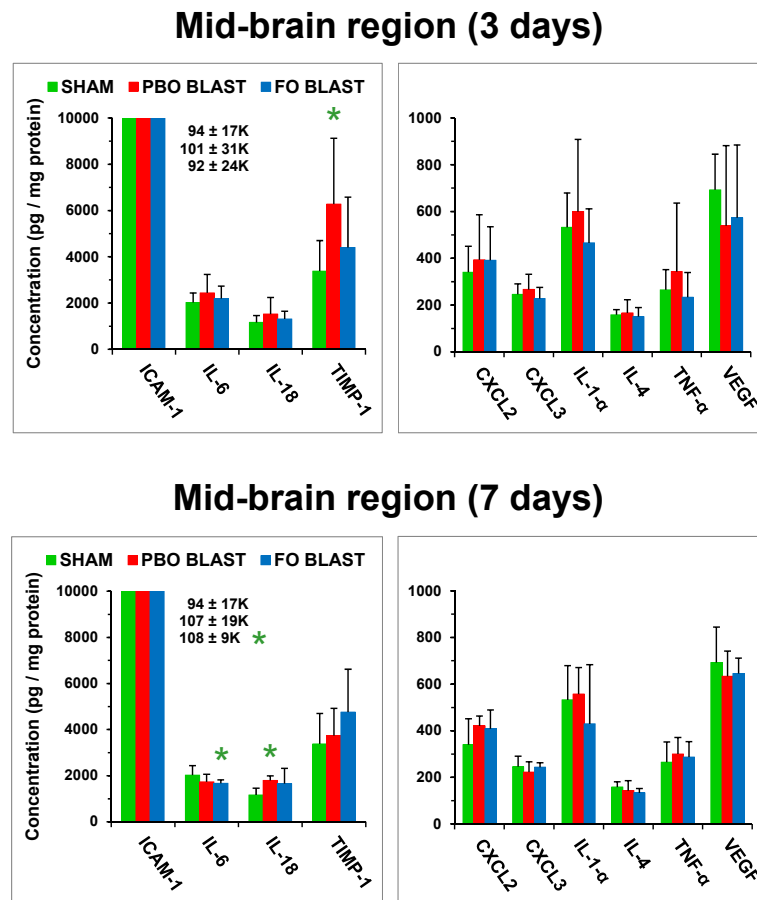 Mid-brain region (3 days)
SHAM PBO BLAST FO BLAST
Concentration (pg / mg protein)
10000
8000
6000
4000
2000
0
94 ± 17K
101 ± 31K
92 ± 24K
*
ICAM-1
IL-6
IL-18
TIMP-1
1000
800
600
400
200
0
CXCL2
CXCL3
IL-1-α
IL-4
TNF-α
VEGF
Mid-brain region (7 days)
SHAM PBO BLAST FO BLAST
Concentration (pg / mg protein)
10000
8000
6000
4000
2000
0
94 ± 17K
107 ± 19K
108 ± 9K *
*
*
ICAM-1
IL-6
IL-18
TIMP-1
1000
800
600
400
200
0
CXCL2
CXCL3
IL-1-α
IL-4
TNF-α
VEGF